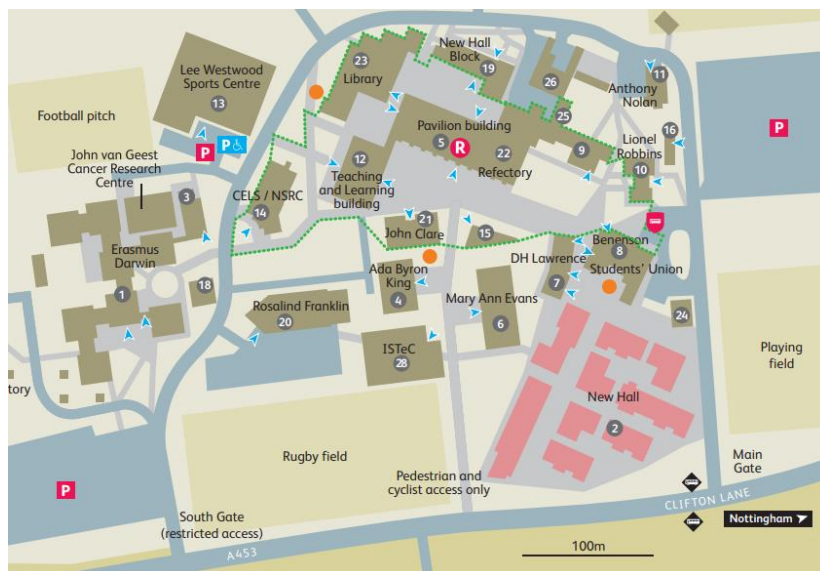 23
Library
New Hall
Block
19
26
11
Anthony
Nolan
Lee Westwood
Sports Centre
13
Football pitch
P
P
25
16
P
Pavilion building
5
R
22
Refectory
9
Lionel
Robbins
10
12
Teaching
and Learning
building
John van Geest
Cancer Research
Centre
3
CELS / NSRC
14
21
John Clare
15
Benenson
8
Students' Union
DH Lawrence
7
Erasmus
Darwin
1
18
Ada Byron
King
4
Mary Ann Evans
6
24
Rosalind Franklin
20
ISTeC
28
Playing
field
tory
New Hall
2
Rugby field
P
Pedestrian and
cyclist access only
Main
Gate
South Gate
(restricted access)
CLIFTON LANE
Nottingham
A453
100m